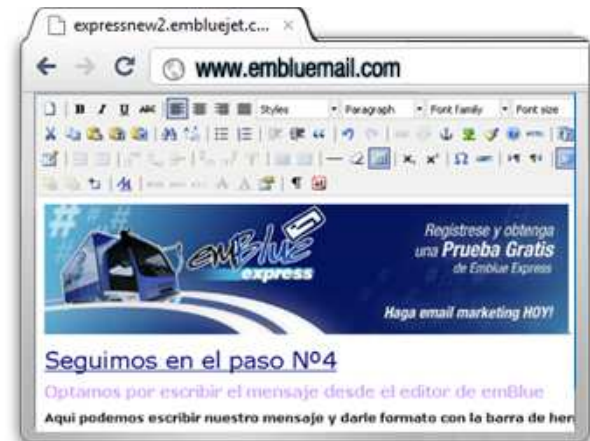 expressnew2.embluejet.c...
www.embluemail.com
B I U ABC Styles Paragraph Font family Font size
emBlue
express
Regístrese y obtenga
una Prueba Gratis
de Emblue Express
Haga email marketing HOY!
Seguimos en el paso Nº4
Optamos por escribir el mensaje desde el editor de emBlue
Aqui podemos escribir nuestro mensaje y darle formato con la barra de her